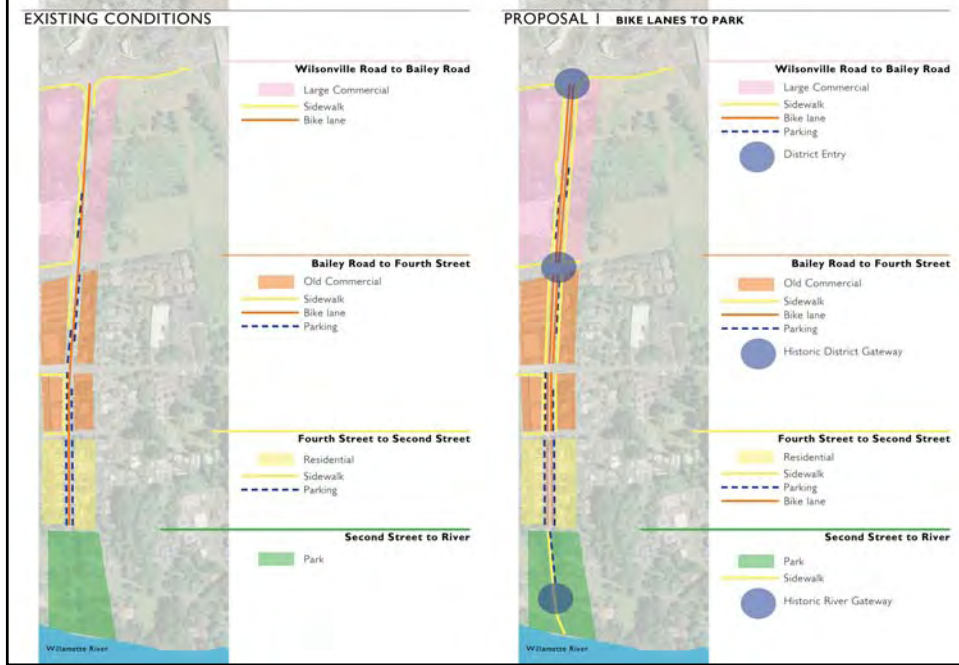 EXISTING CONDITIONS
Wilsonville Road to Bailey Road
Large Commercial
Sidewalk
Bike lane
Bailey Road to Fourth Street
Old Commercial
Sidewalk
Bike lane
Parking
Fourth Street to Second Street
Residential
Sidewalk
Parking
Second Street to River
Park
Willamette River
PROPOSAL I BIKE LANES TO PARK
Wilsonville Road to Bailey Road
Large Commercial
Sidewalk
Bike lane
Parking
District Entry
Bailey Road to Fourth Street
Old Commercial
Sidewalk
Bike lane
Parking
Historic District Gateway
Fourth Street to Second Street
Residential
Sidewalk
Parking
Bike lane
Second Street to River
Park
Sidewalk
Historic River Gateway
Willamette River